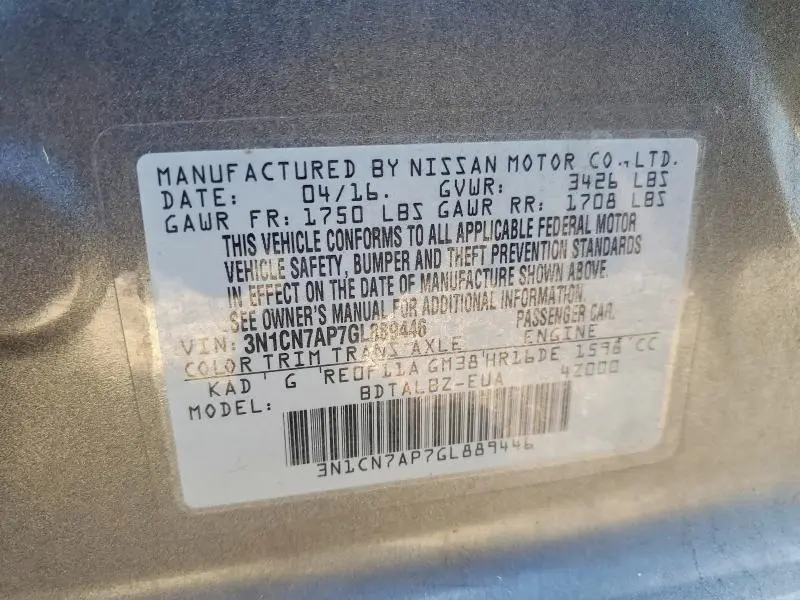 MANUFACTURED BY NISSAN MOTOR CO.,LTD.
DATE: 04/16. GVWR: 3426 LBS
GAWR FR: 1750 LBS GAWR RR: 1708 LBS
THIS VEHICLE CONFORMS TO ALL APPLICABLE FEDERAL MOTOR
VEHICLE SAFETY, BUMPER AND THEFT PREVENTION STANDARDS
IN EFFECT ON THE DATE OF MANUFACTURE SHOWN ABOVE.
SEE OWNER'S MANUAL FOR ADDITIONAL INFORMATION.
VIN: 3N1CN7AP7GL889446 PASSENGER CAR.
COLOR TRIM TRANS AXLE ENGINE
KAD G RE0F11A GM38 HR16DE 1598 CC
MODEL: BDTALBZ-EUA 4Z000
3N1CN7AP7GL889446